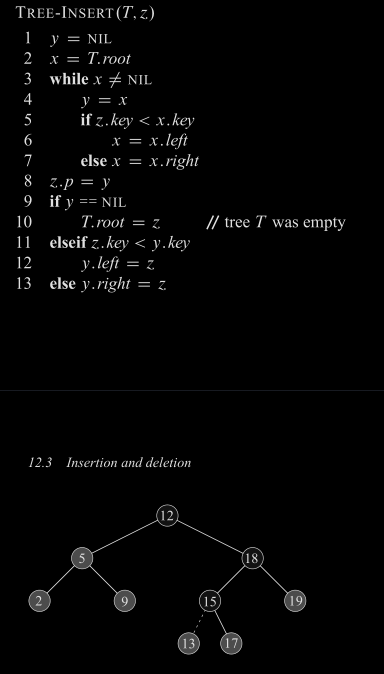 TREE-INSERT(T, z)
1 y = NIL
2 x = T.root
3 while x ≠ NIL
4 y = x
5 if z.key < x.key
6 x = x.left
7 else x = x.right
8 z.p = y
9 if y == NIL
10 T.root = z // tree T was empty
11 elseif z.key < y.key
12 y.left = z
13 else y.right = z
12.3 Insertion and deletion
12
5 18
2 9 15 19
13 17